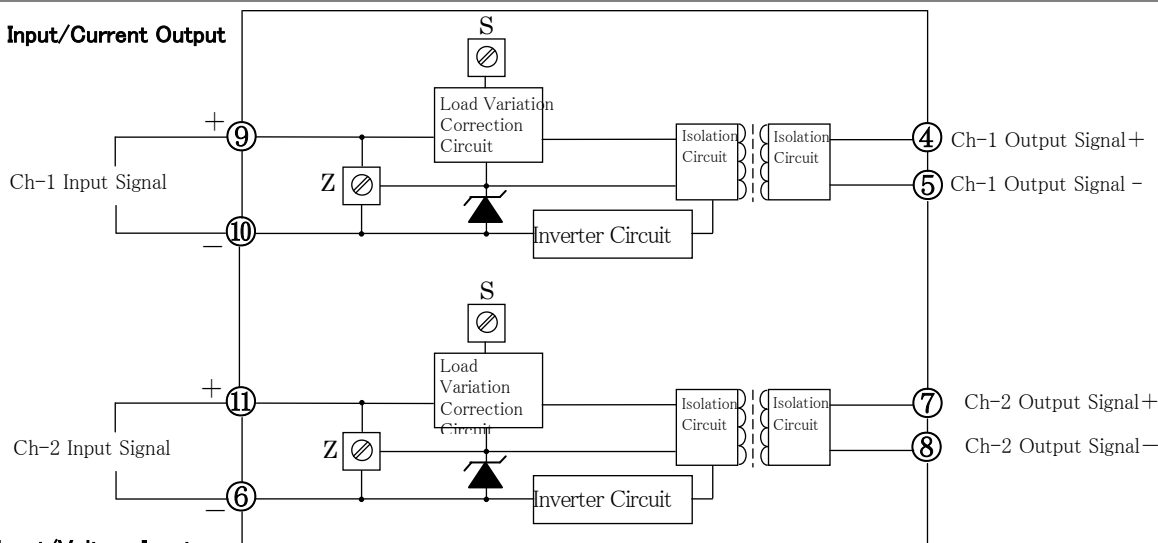 Input/Current Output
S
Load Variation
Correction
Circuit
+
⑨
Isolation
Circuit
Isolation
Circuit
④
Ch-1 Output Signal+
Ch-1 Input Signal
Z
⑤
Ch-1 Output Signal -
⑩
−
Inverter Circuit
S
Load
Variation
Correction
Circuit
+
⑪
Isolation
Circuit
Isolation
Circuit
⑦
Ch-2 Output Signal+
Ch-2 Input Signal
Z
⑧
Ch-2 Output Signal−
⑥
−
Inverter Circuit